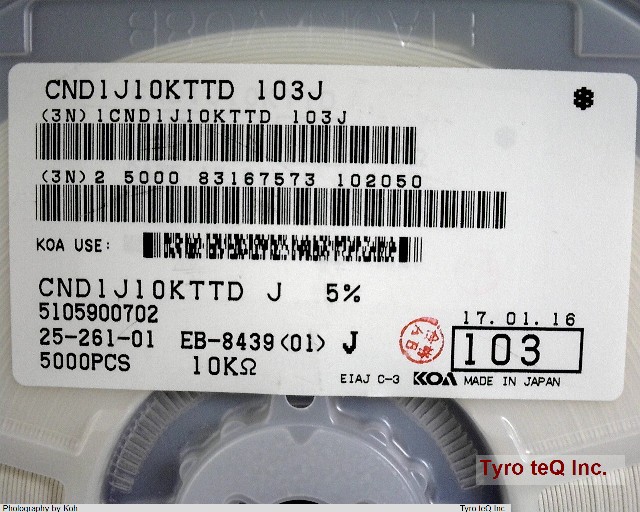 CND1J10KTTD 103J
(3N)1CND1J10KTTD 103J
(3N)2 5000 83167573 102050
KOA USE:
CND1J10KTTD J 5%
5105900702
17.01.16
25-261-01 EB-8439(01) J 103
5000PCS 10KΩ
EIAJ C-3 KOA MADE IN JAPAN
Tyro teQ Inc.
Photography by Koh Tyro teQ Inc